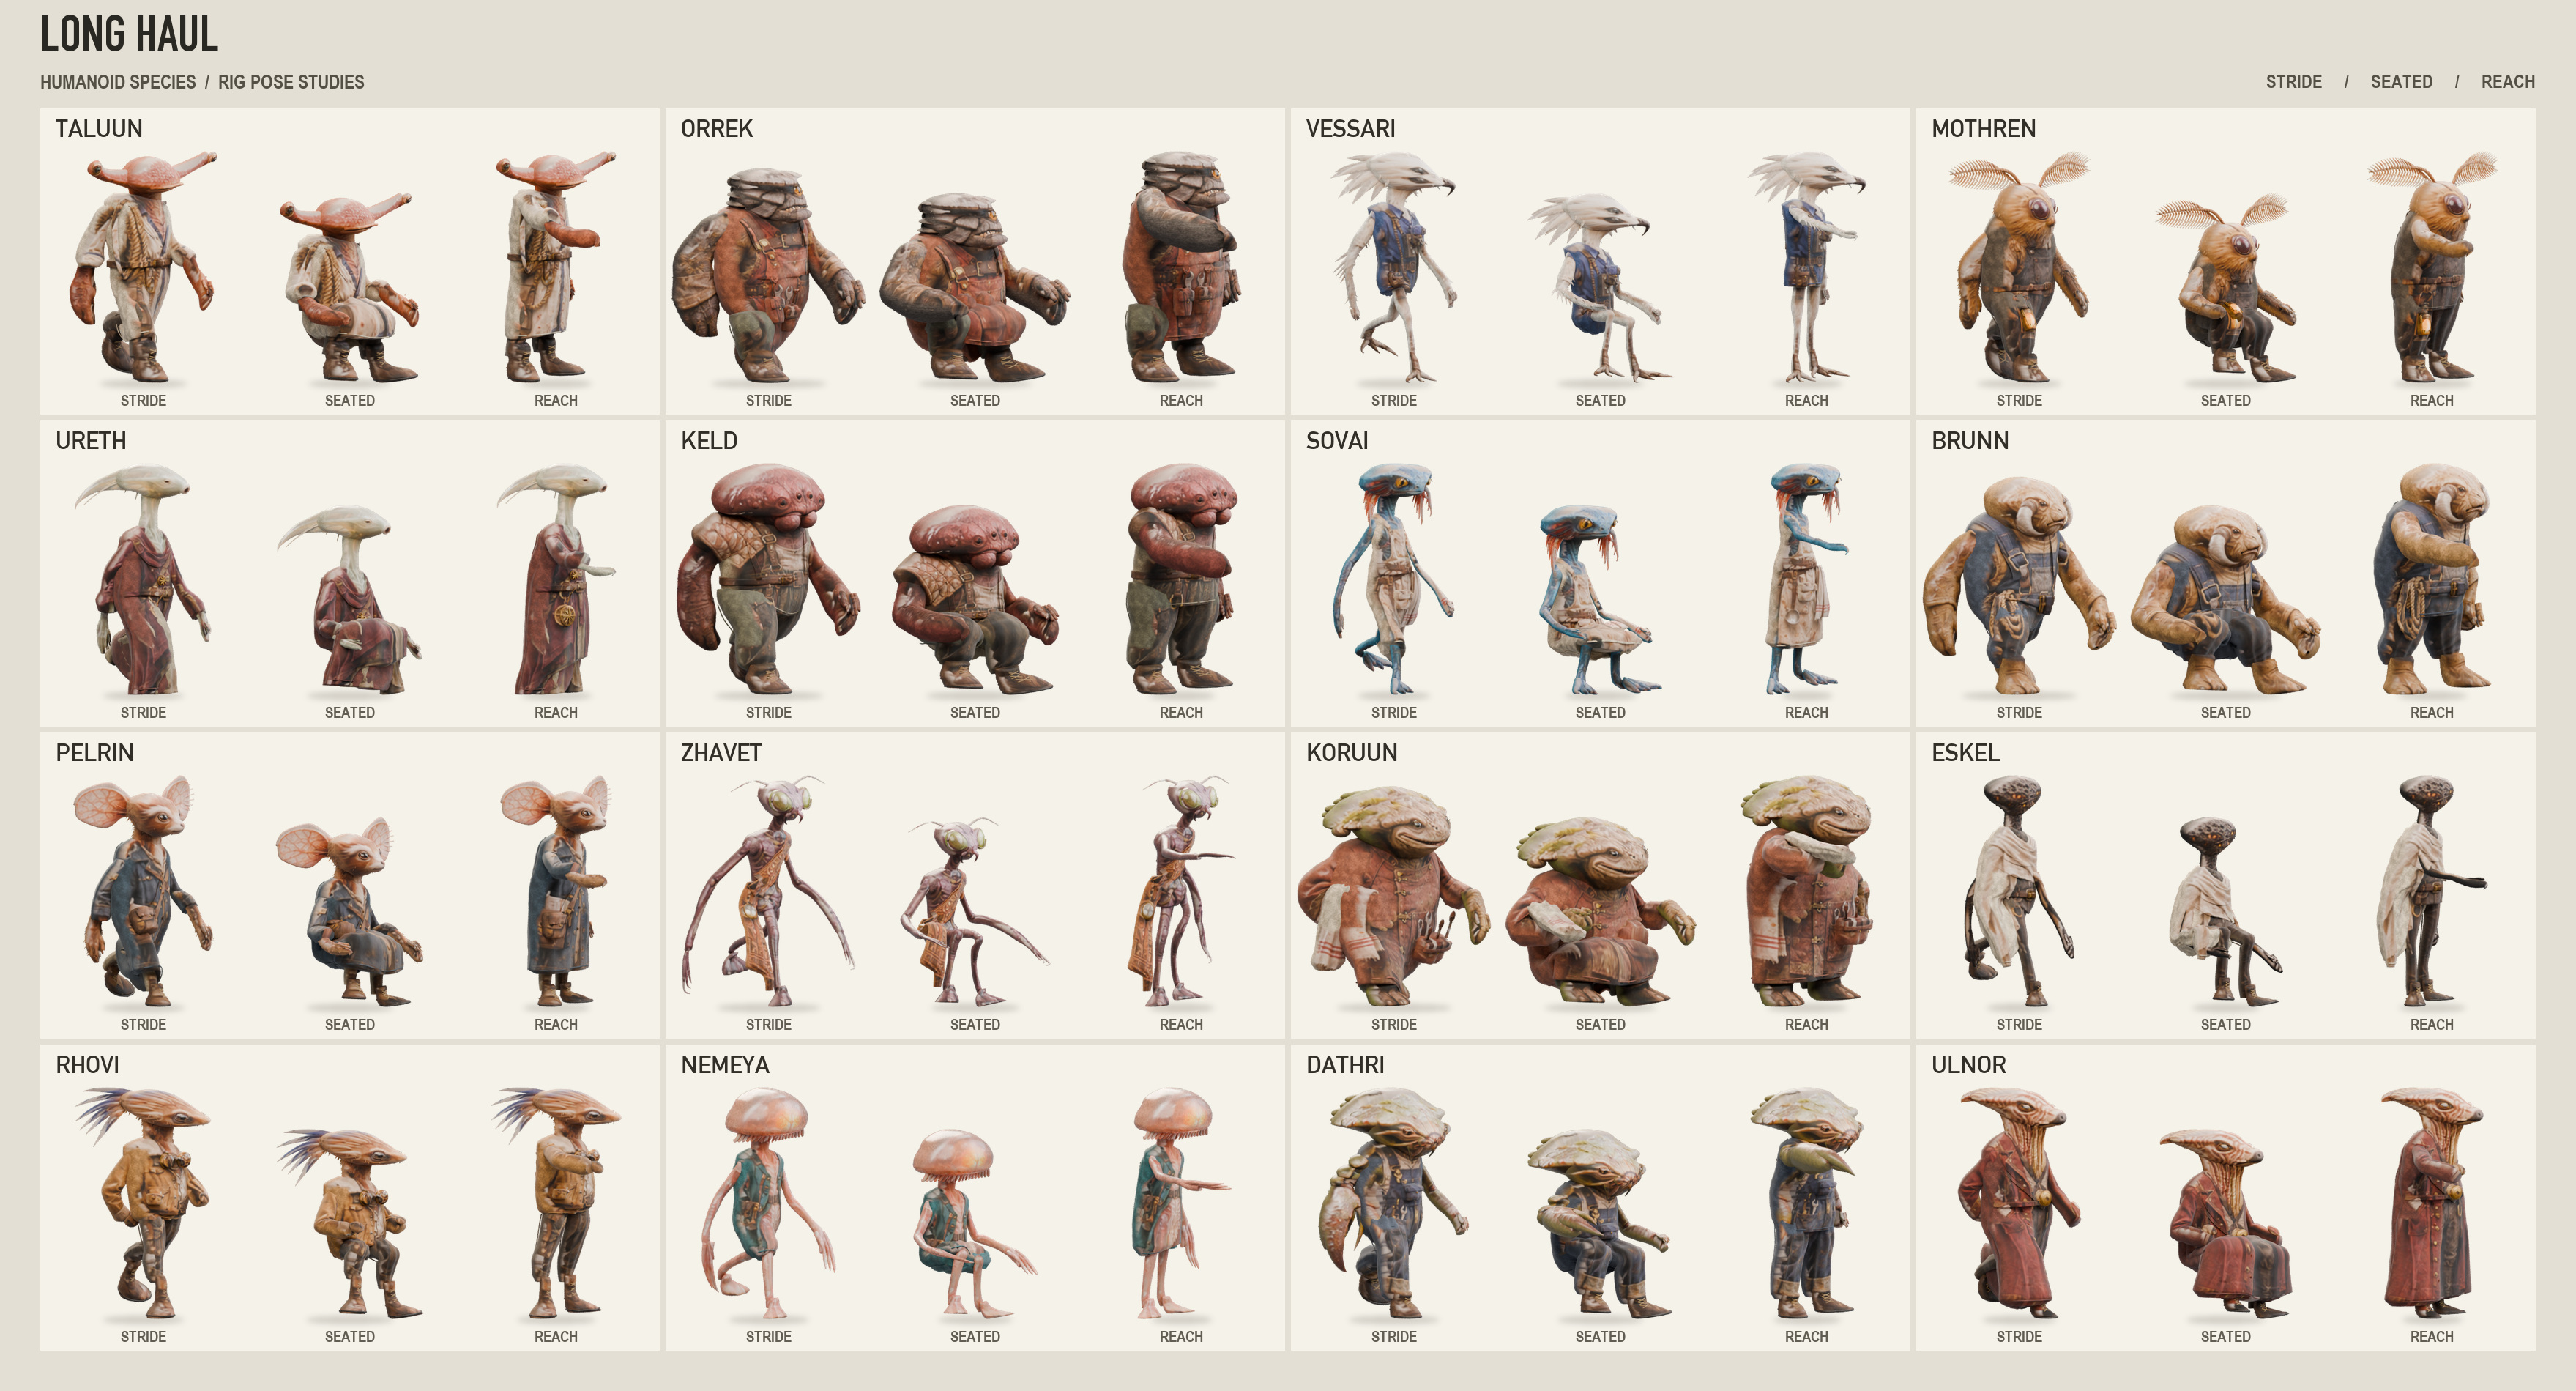 LONG HAUL
HUMANOID SPECIES / RIG POSE STUDIES
STRIDE / SEATED / REACH
TALUUN
STRIDE SEATED REACH
ORREK
STRIDE SEATED REACH
VESSARI
STRIDE SEATED REACH
MOTHREN
STRIDE SEATED REACH
URETH
STRIDE SEATED REACH
KELD
STRIDE SEATED REACH
SOVAI
STRIDE SEATED REACH
BRUNN
STRIDE SEATED REACH
PELRIN
STRIDE SEATED REACH
ZHAVET
STRIDE SEATED REACH
KORUUN
STRIDE SEATED REACH
ESKEL
STRIDE SEATED REACH
RHOVI
STRIDE SEATED REACH
NEMEYA
STRIDE SEATED REACH
DATHRI
STRIDE SEATED REACH
ULNOR
STRIDE SEATED REACH